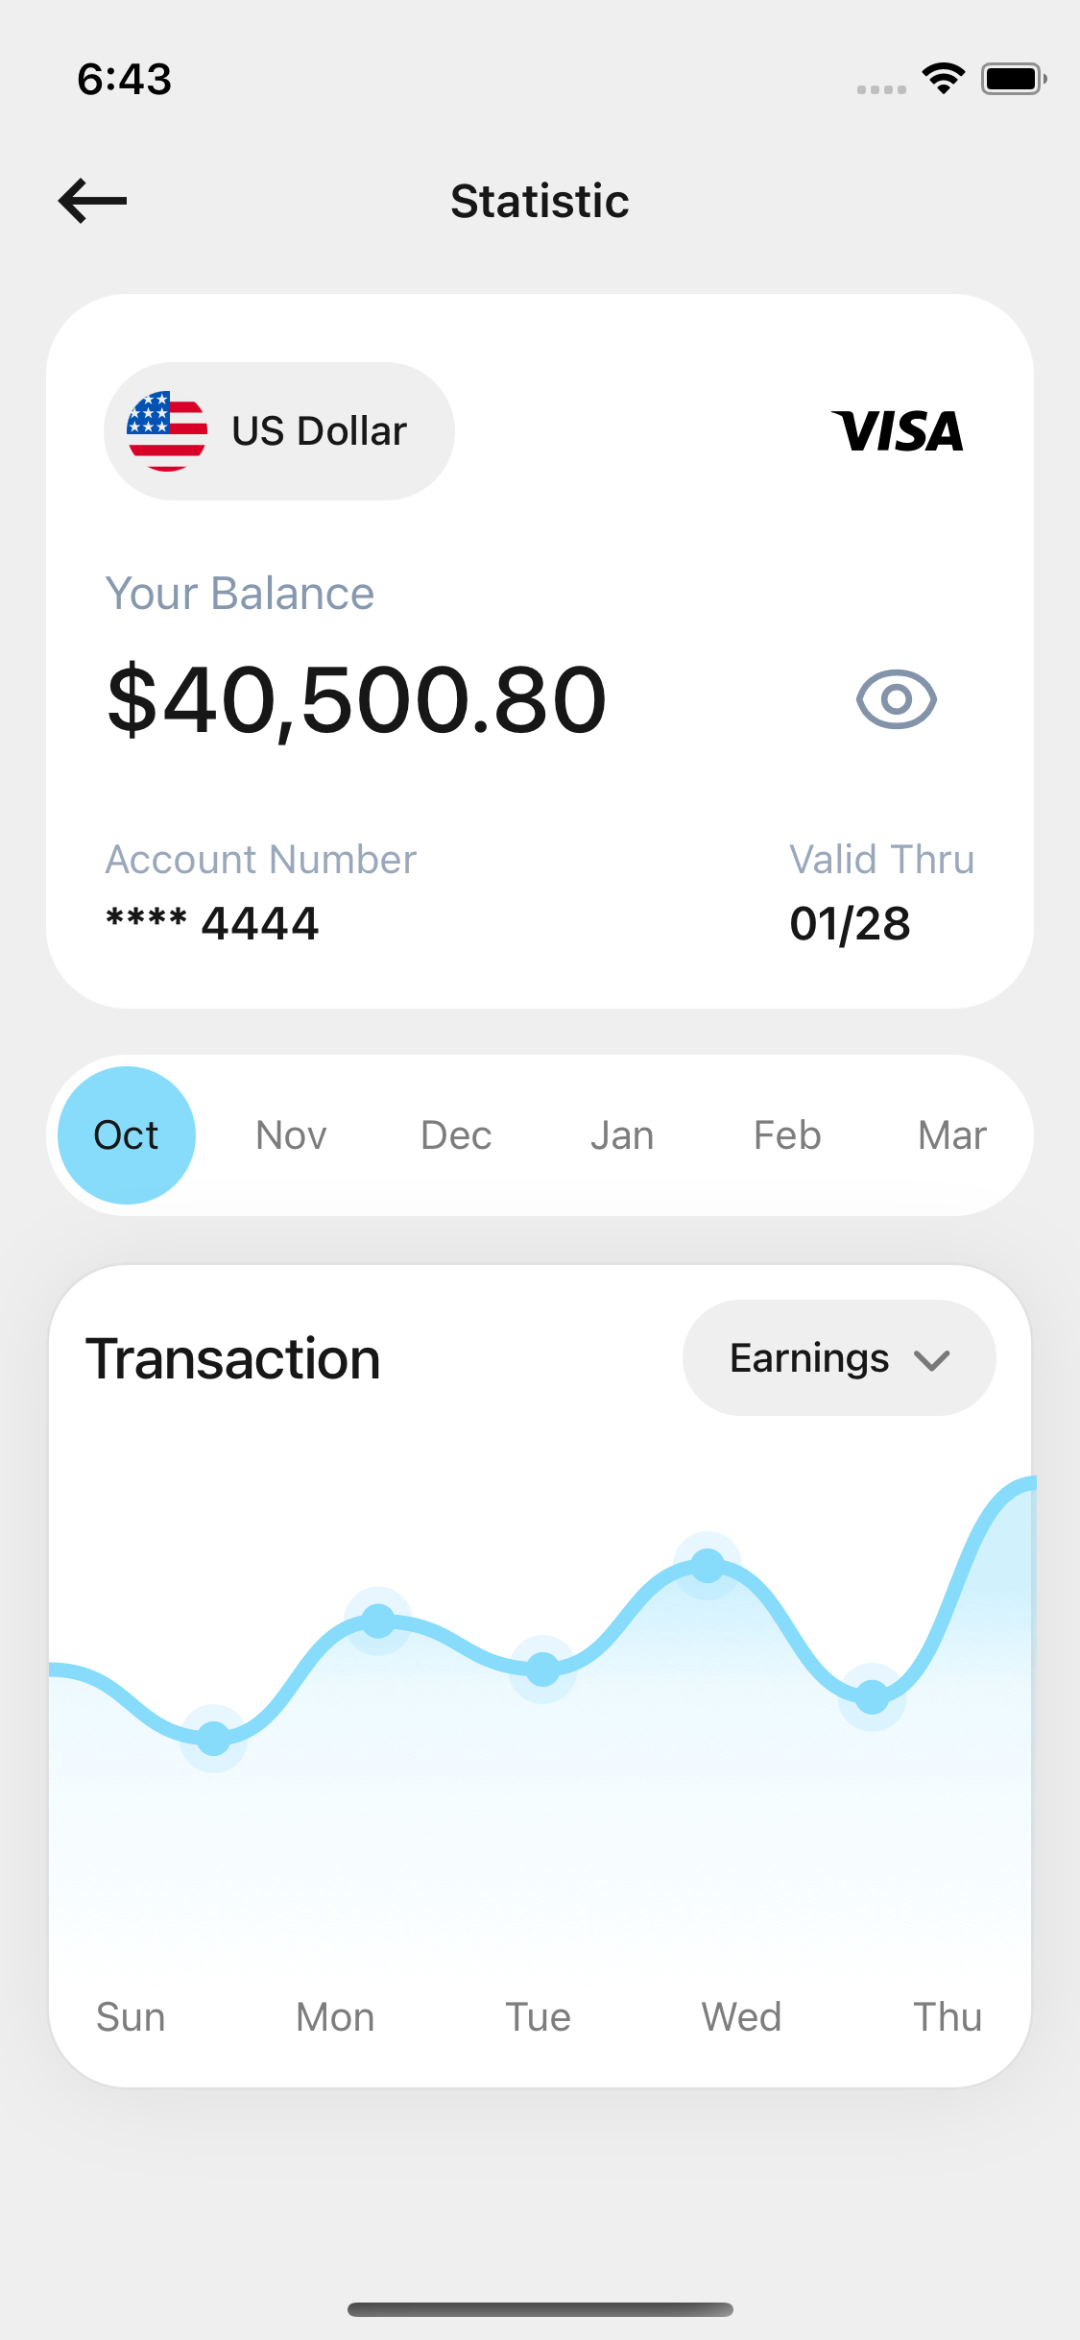 6:43
Statistic
US Dollar
VISA
Your Balance
$40,500.80
Account Number
Valid Thru
**** 4444
01/28
Oct Nov Dec Jan Feb Mar
Transaction
Earnings
Sun Mon Tue Wed Thu